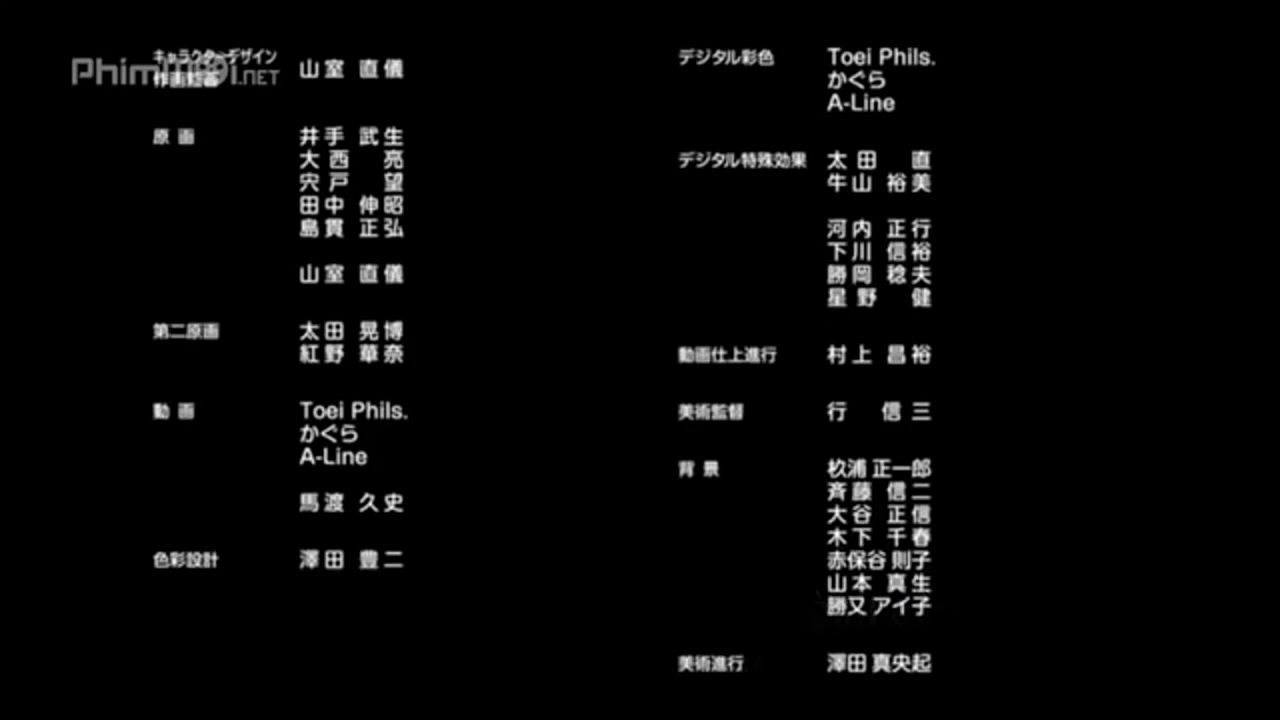 キャラクターデザイン
作画監督
山室 直儀
原 画
井手 武生
大西 亮
宍戸 望
田中 伸昭
島貫 正弘
山室 直儀
第二原画
太田 晃博
紅野 華奈
動 画
Toei Phils.
かぐら
A-Line
馬渡 久史
色彩設計
澤田 豊二
デジタル彩色
Toei Phils.
かぐら
A-Line
デジタル特殊効果
太田 直
牛山 裕美
河内 正行
下川 信裕
勝岡 稔夫
星野 健
動画仕上進行
村上 昌裕
美術監督
行 信三
背 景
杦浦 正一郎
斉藤 信二
大谷 正信
木下 千春
赤保谷 則子
山本 真生
勝又 アイ子
美術進行
澤田 真央起